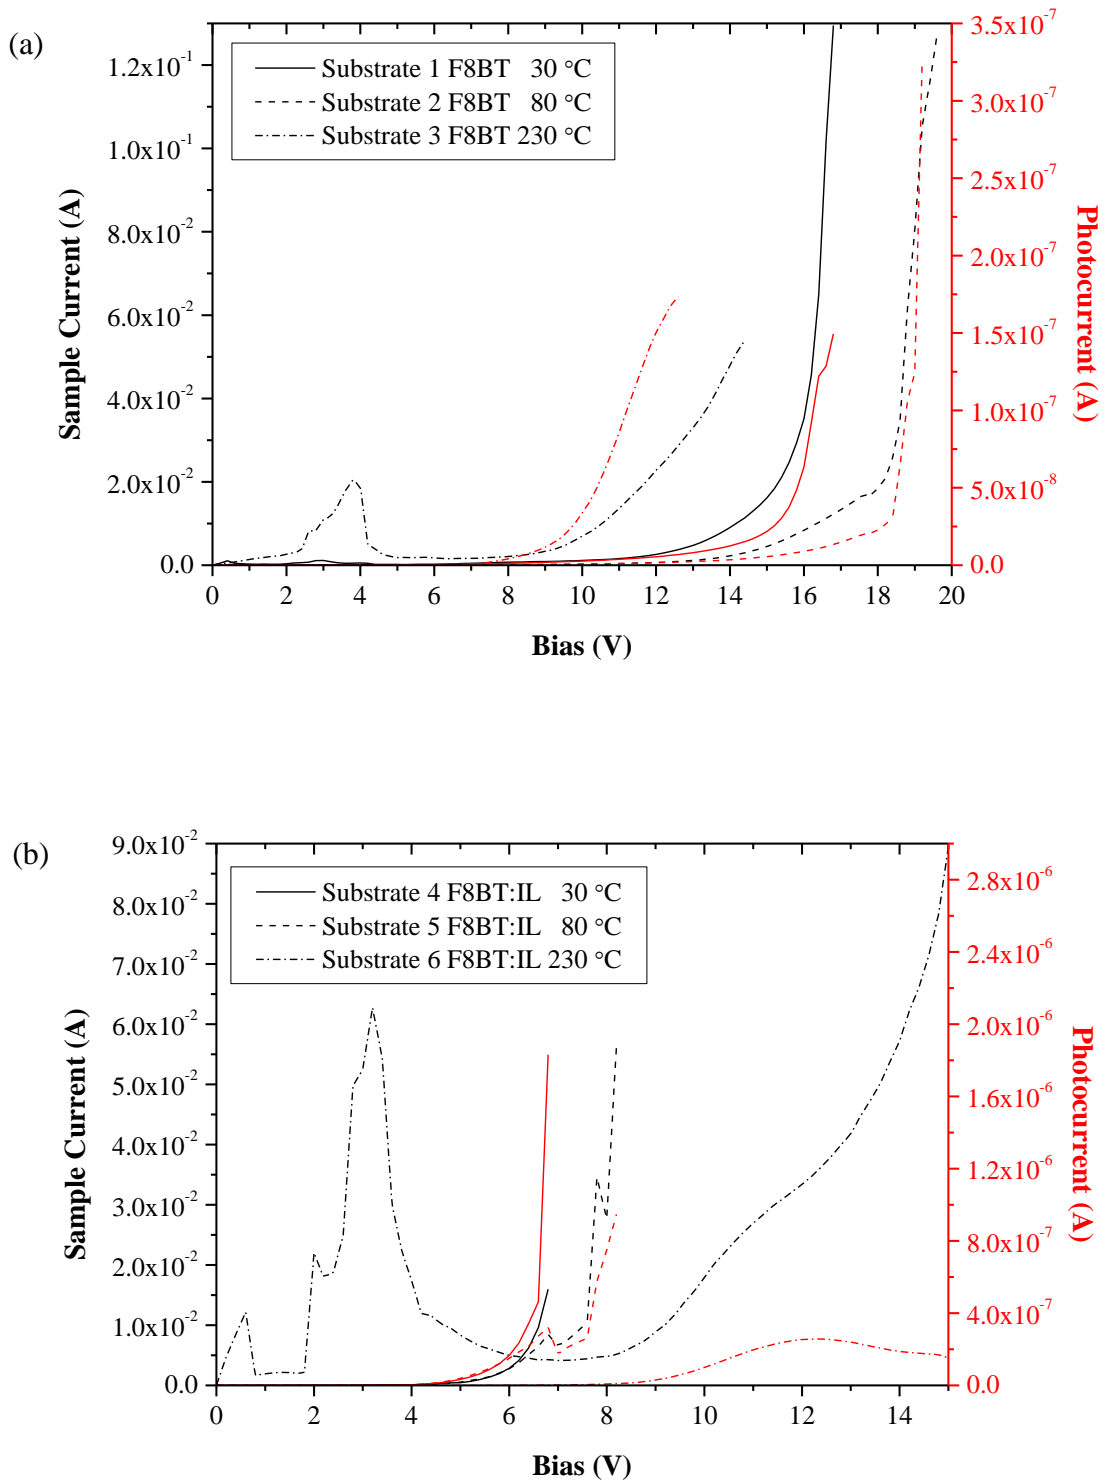 (a)
Substrate 1 F8BT 30 °C
Substrate 2 F8BT 80 °C
Substrate 3 F8BT 230 °C
Sample Current (A)
1.2x10-1
1.0x10-1
8.0x10-2
6.0x10-2
4.0x10-2
2.0x10-2
0.0
Photocurrent (A)
3.5x10-7
3.0x10-7
2.5x10-7
2.0x10-7
1.5x10-7
1.0x10-7
5.0x10-8
0.0
0 2 4 6 8 10 12 14 16 18 20
Bias (V)
(b)
Substrate 4 F8BT:IL 30 °C
Substrate 5 F8BT:IL 80 °C
Substrate 6 F8BT:IL 230 °C
Sample Current (A)
9.0x10-2
8.0x10-2
7.0x10-2
6.0x10-2
5.0x10-2
4.0x10-2
3.0x10-2
2.0x10-2
1.0x10-2
0.0
Photocurrent (A)
2.8x10-6
2.4x10-6
2.0x10-6
1.6x10-6
1.2x10-6
8.0x10-7
4.0x10-7
0.0
0 2 4 6 8 10 12 14
Bias (V)